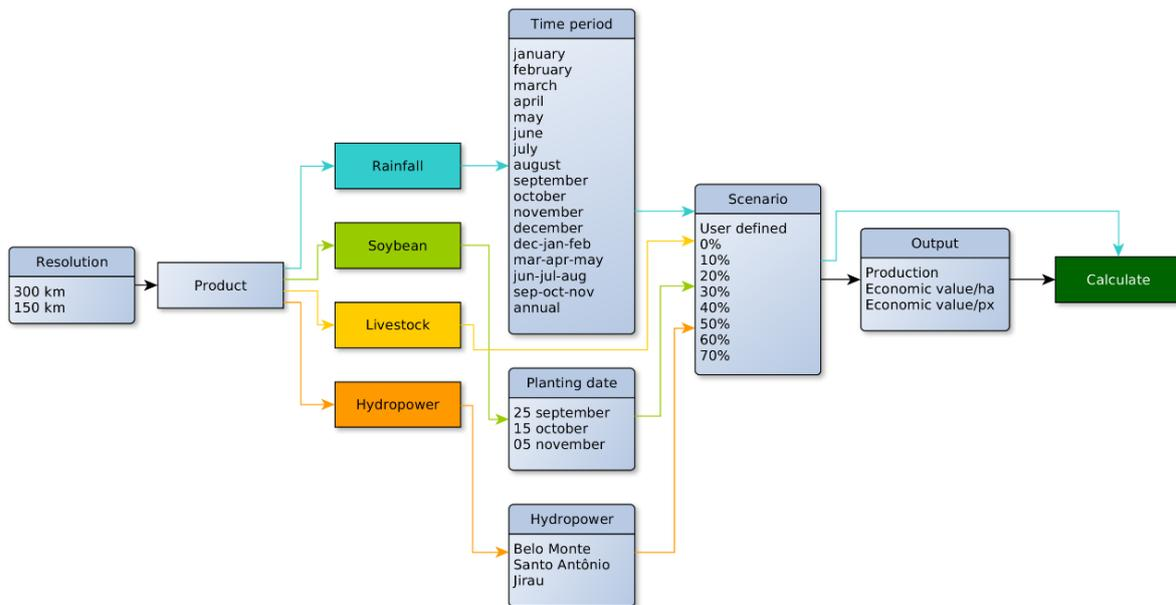 Resolution
300 km
150 km
Product
Rainfall
Soybean
Livestock
Hydropower
Time period
january
february
march
april
may
june
july
august
september
october
november
december
dec-jan-feb
mar-apr-may
jun-jul-aug
sep-oct-nov
annual
Planting date
25 september
15 october
05 november
Hydropower
Belo Monte
Santo Antônio
Jirau
Scenario
User defined
0%
10%
20%
30%
40%
50%
60%
70%
Output
Production
Economic value/ha
Economic value/px
Calculate